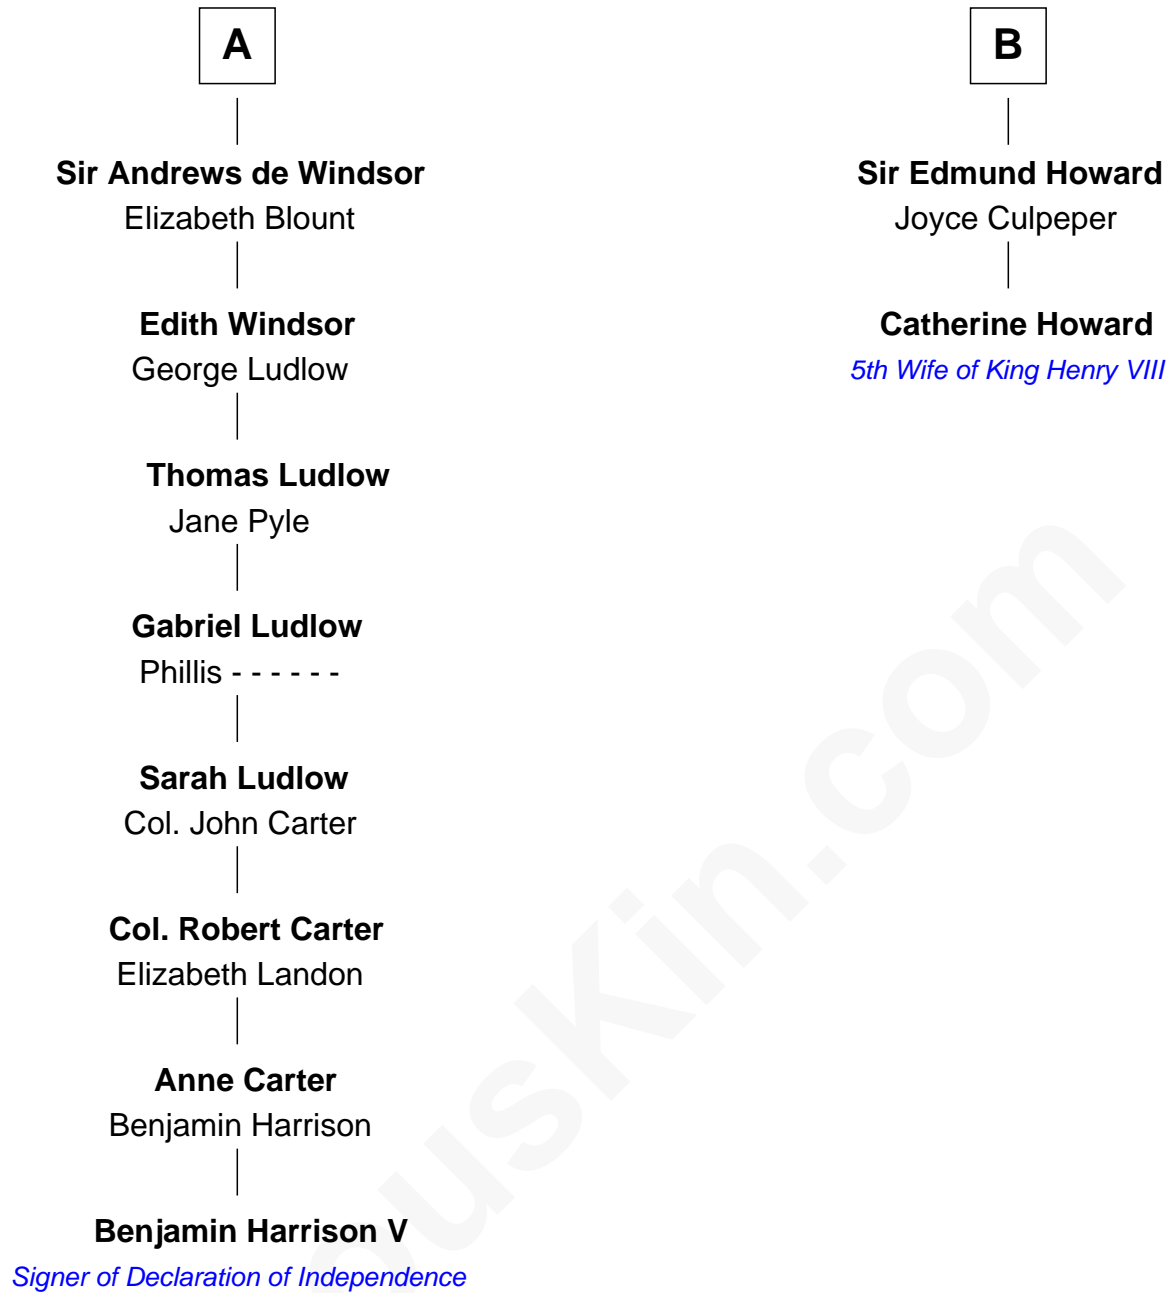 A
Sir Andrews de Windsor
Elizabeth Blount
Edith Windsor
George Ludlow
Thomas Ludlow
Jane Pyle
Gabriel Ludlow
Phillis - - - - - -
Sarah Ludlow
Col. John Carter
Col. Robert Carter
Elizabeth Landon
Anne Carter
Benjamin Harrison
Benjamin Harrison V
Signer of Declaration of Independence
B
Sir Edmund Howard
Joyce Culpeper
Catherine Howard
5th Wife of King Henry VIII
ousKin.com